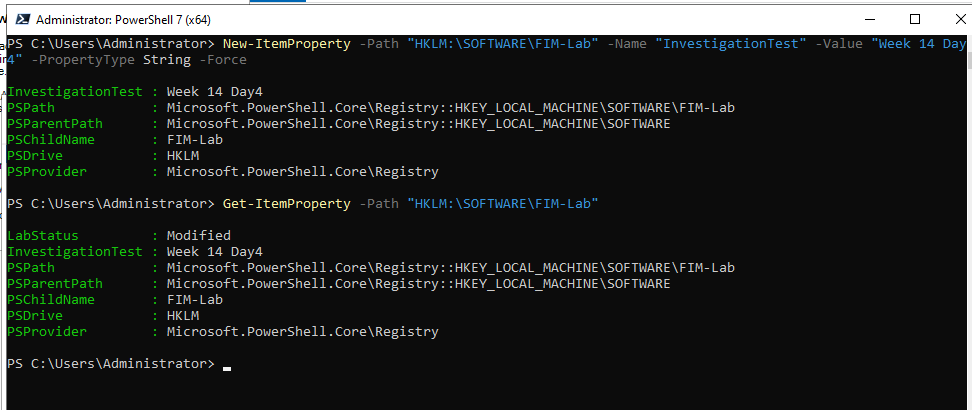 Administrator: PowerShell 7 (x64)
PS C:\Users\Administrator> New-ItemProperty -Path "HKLM:\SOFTWARE\FIM-Lab" -Name "InvestigationTest" -Value "Week 14 Day
4" -PropertyType String -Force
InvestigationTest : Week 14 Day4
PSPath : Microsoft.PowerShell.Core\Registry::HKEY_LOCAL_MACHINE\SOFTWARE\FIM-Lab
PSParentPath : Microsoft.PowerShell.Core\Registry::HKEY_LOCAL_MACHINE\SOFTWARE
PSChildName : FIM-Lab
PSDrive : HKLM
PSProvider : Microsoft.PowerShell.Core\Registry
PS C:\Users\Administrator> Get-ItemProperty -Path "HKLM:\SOFTWARE\FIM-Lab"
LabStatus : Modified
InvestigationTest : Week 14 Day4
PSPath : Microsoft.PowerShell.Core\Registry::HKEY_LOCAL_MACHINE\SOFTWARE\FIM-Lab
PSParentPath : Microsoft.PowerShell.Core\Registry::HKEY_LOCAL_MACHINE\SOFTWARE
PSChildName : FIM-Lab
PSDrive : HKLM
PSProvider : Microsoft.PowerShell.Core\Registry
PS C:\Users\Administrator>